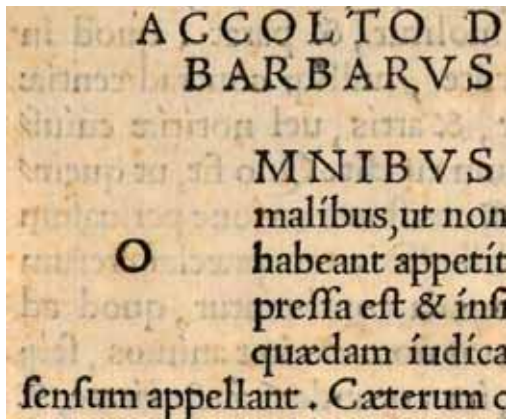 ACCOLTO D
BARBARVS
MNIBVS
malibus,ut non
O habeant appetit
pressa est & insi
quædam iudica
sensum appellant . Cæterum c